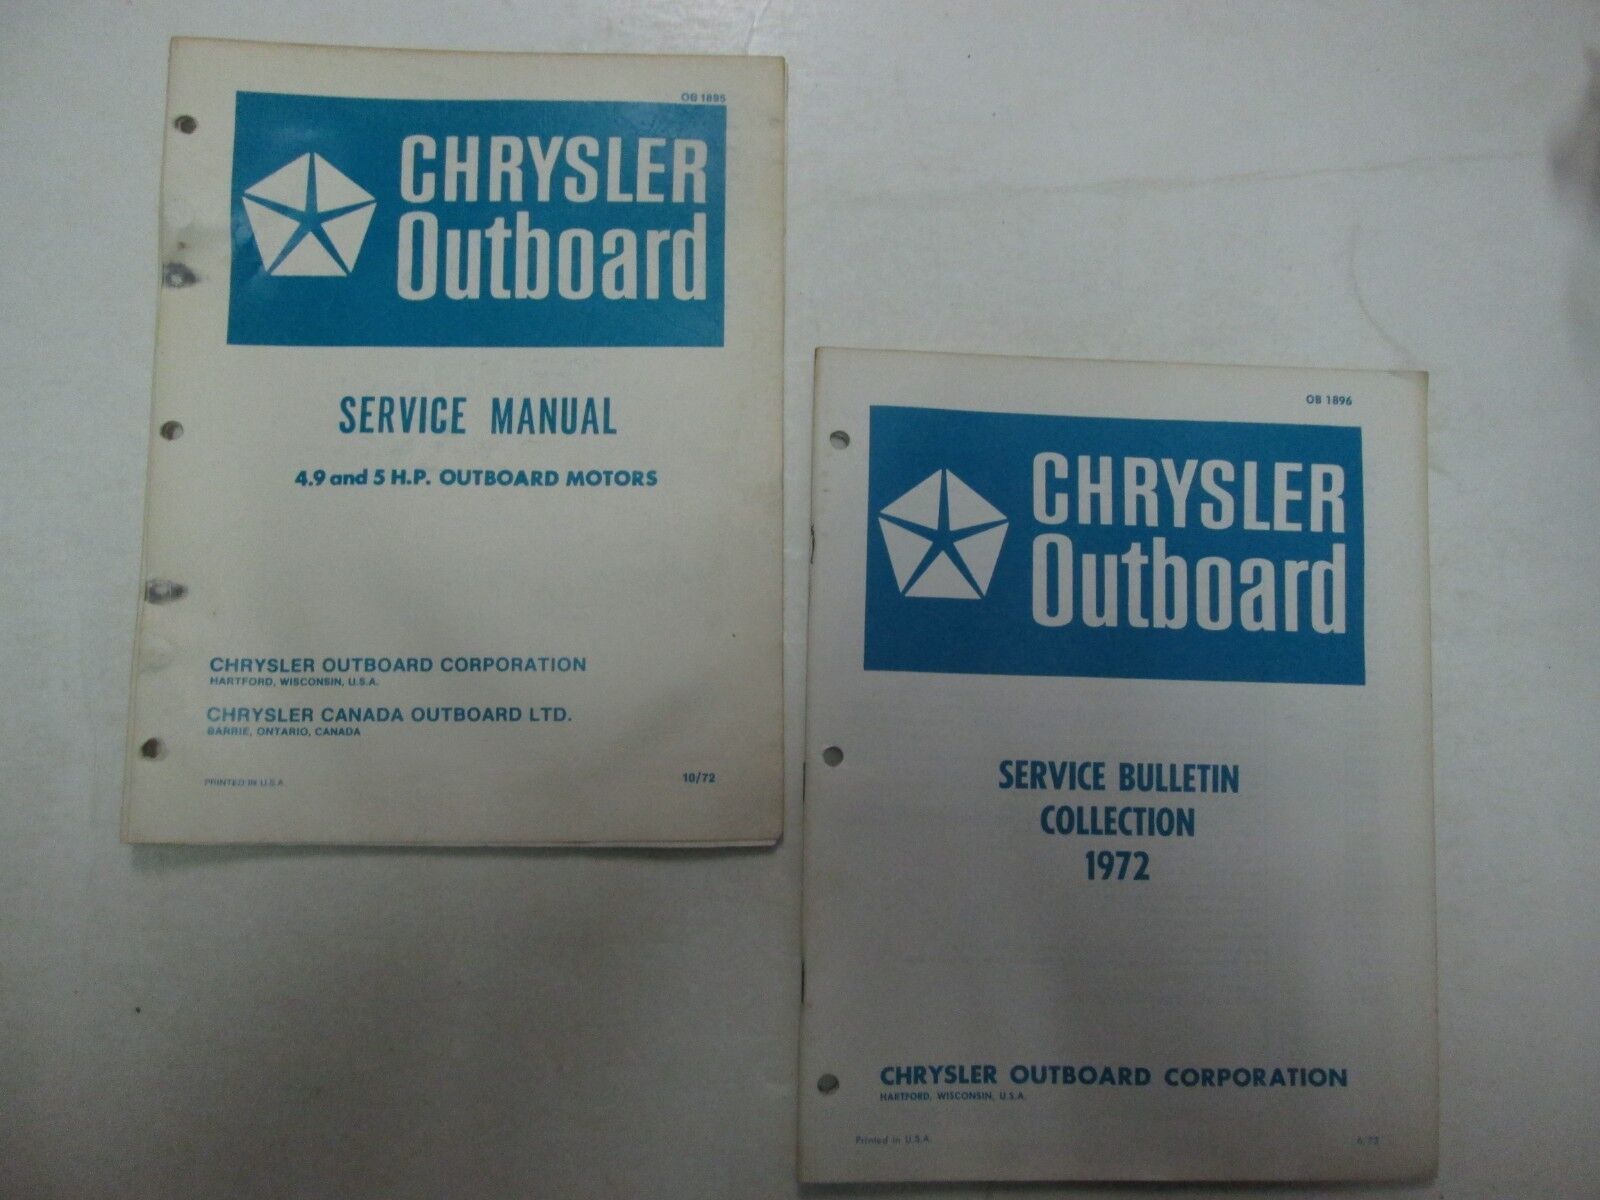 OB 1895
CHRYSLER
Outboard
SERVICE MANUAL
4.9 and 5 H.P. OUTBOARD MOTORS
CHRYSLER OUTBOARD CORPORATION
HARTFORD, WISCONSIN, U.S.A.
CHRYSLER CANADA OUTBOARD LTD.
BARRIE, ONTARIO, CANADA
PRINTED IN U.S.A.
10/72
OB 1896
CHRYSLER
Outboard
SERVICE BULLETIN
COLLECTION
1972
CHRYSLER OUTBOARD CORPORATION
HARTFORD, WISCONSIN, U.S.A.
Printed in U.S.A.